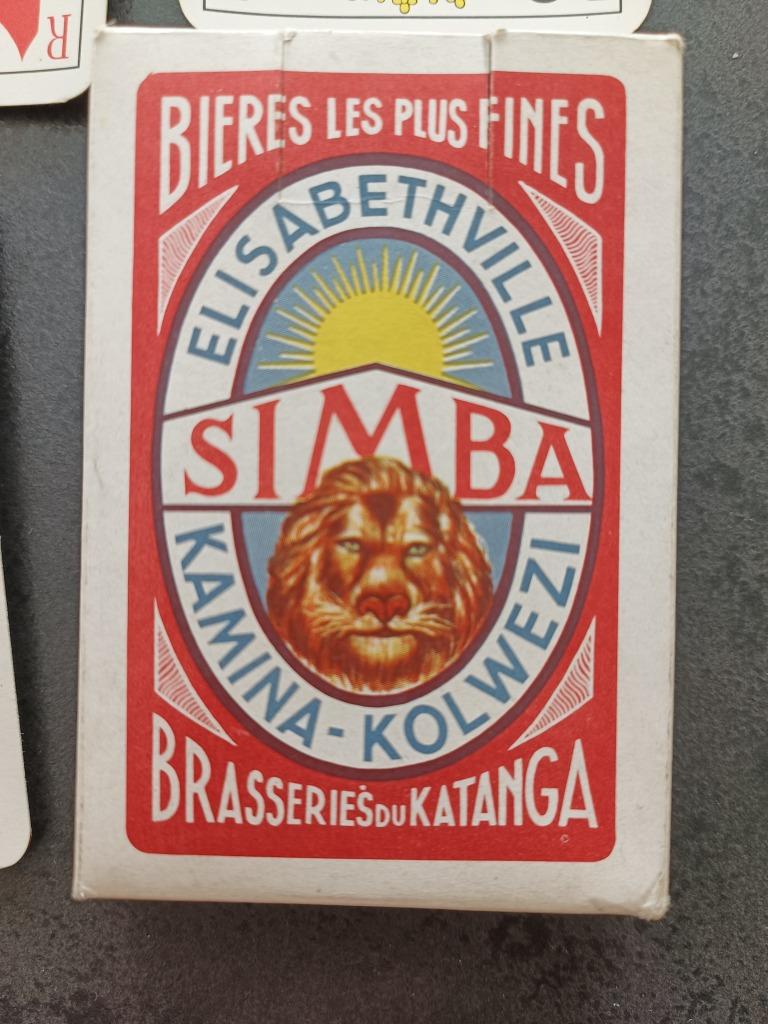 R
BIERES LES PLUS FINES
ELISABETHVILLE
SIMBA
KAMINA-KOLWEZI
BRASSERIES DU KATANGA